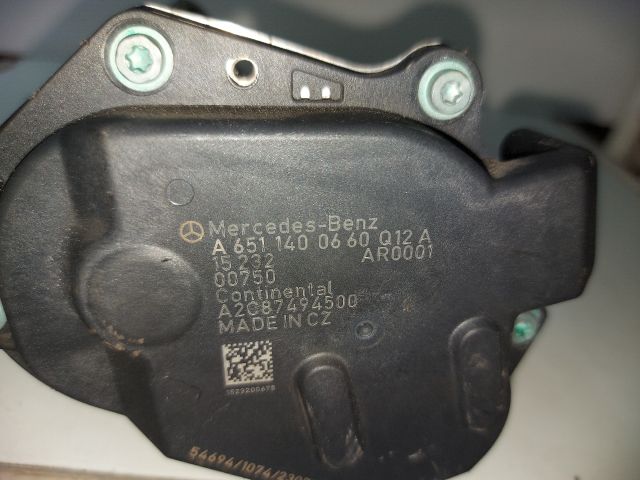 Mercedes-Benz
A 651 140 06 60 Q12 A
15.232 AR0001
00750
Continental
A2C87494500
MADE IN CZ